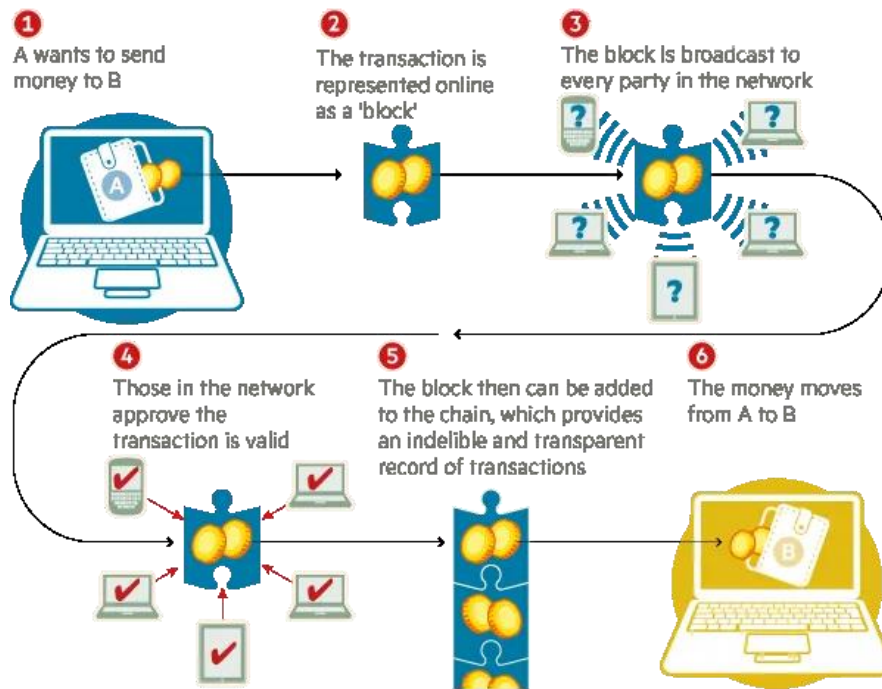 1
A wants to send
money to B
A
2
The transaction is
represented online
as a 'block'
3
The block is broadcast to
every party in the network
?
?
?
?
?
4
Those in the network
approve the
transaction is valid
5
The block then can be added
to the chain, which provides
an indelible and transparent
record of transactions
6
The money moves
from A to B
B